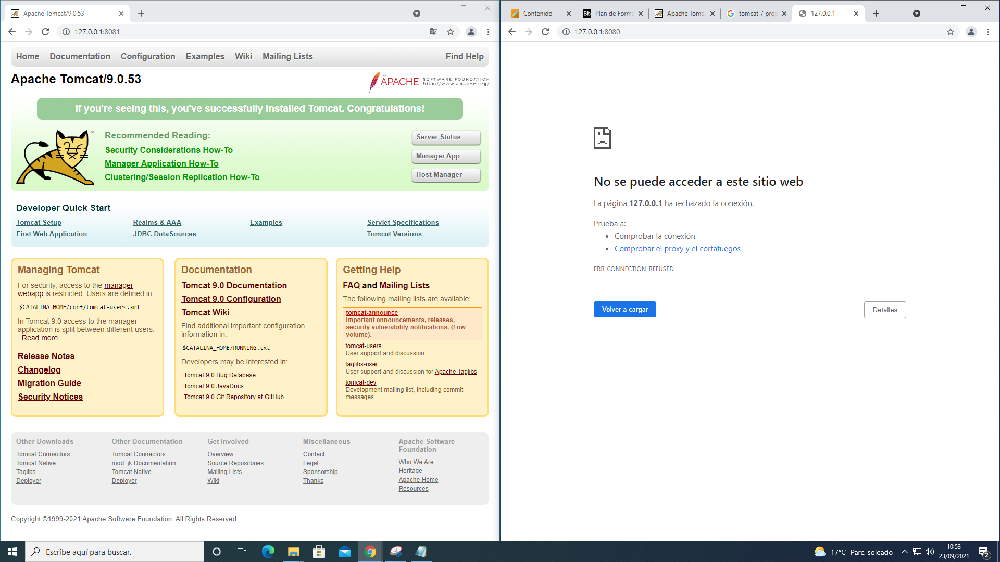 Apache Tomcat/9.0.53
127.0.0.1:8081
Home Documentation Configuration Examples Wiki Mailing Lists Find Help
Apache Tomcat/9.0.53
THE
APACHE SOFTWARE FOUNDATION
http://www.apache.org/
If you're seeing this, you've successfully installed Tomcat. Congratulations!
TM
Recommended Reading:
Security Considerations How-To
Manager Application How-To
Clustering/Session Replication How-To
Server Status
Manager App
Host Manager
Developer Quick Start
Tomcat Setup
First Web Application
Realms & AAA
JDBC DataSources
Examples
Servlet Specifications
Tomcat Versions
Managing Tomcat
For security, access to the manager
webapp is restricted. Users are defined in:
$CATALINA_HOME/conf/tomcat-users.xml
In Tomcat 9.0 access to the manager
application is split between different users.
Read more...
Release Notes
Changelog
Migration Guide
Security Notices
Documentation
Tomcat 9.0 Documentation
Tomcat 9.0 Configuration
Tomcat Wiki
Find additional important configuration
information in:
$CATALINA_HOME/RUNNING.txt
Developers may be interested in:
Tomcat 9.0 Bug Database
Tomcat 9.0 JavaDocs
Tomcat 9.0 Git Repository at GitHub
Getting Help
FAQ and Mailing Lists
The following mailing lists are available:
tomcat-announce
Important announcements, releases,
security vulnerability notifications. (Low
volume).
tomcat-users
User support and discussion
taglibs-user
User support and discussion for Apache Taglibs
tomcat-dev
Development mailing list, including commit
messages
Other Downloads
Tomcat Connectors
Tomcat Native
Taglibs
Deployer
Other Documentation
Tomcat Connectors
mod_jk Documentation
Tomcat Native
Deployer
Get Involved
Overview
Source Repositories
Mailing Lists
Wiki
Miscellaneous
Contact
Legal
Sponsorship
Thanks
Apache Software
Foundation
Who We Are
Heritage
Apache Home
Resources
Copyright ©1999-2021 Apache Software Foundation. All Rights Reserved
Contenido
Bb Plan de Forma
Apache Tomc
tomcat 7 prop
127.0.0.1
127.0.0.1:8080
No se puede acceder a este sitio web
La página 127.0.0.1 ha rechazado la conexión.
Prueba a:
• Comprobar la conexión
• Comprobar el proxy y el cortafuegos
ERR_CONNECTION_REFUSED
Volver a cargar
Detalles
Escribe aquí para buscar.
17°C Parc. soleado
10:53
23/09/2021
2